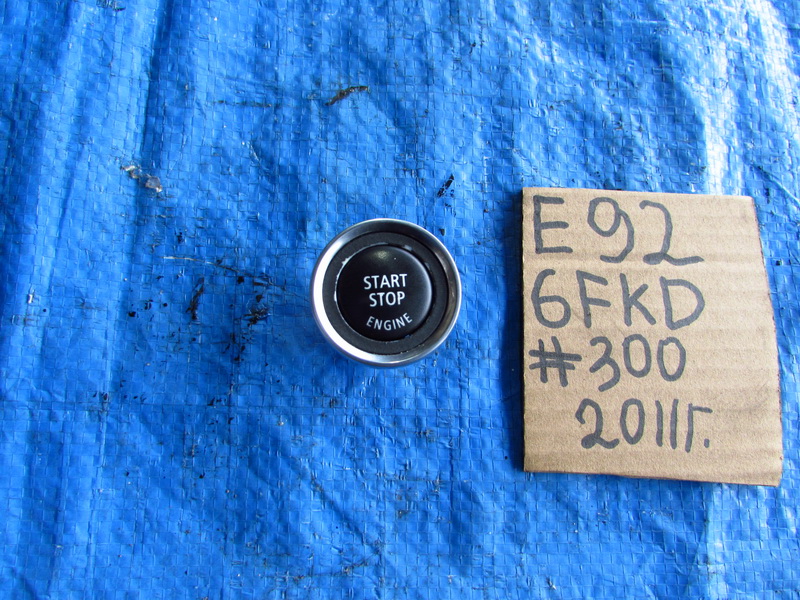 START
STOP
ENGINE
E92
6FKD
#300
2011г.